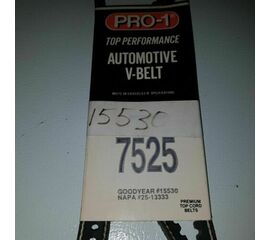 PRO-1®
TOP PERFORMANCE
AUTOMOTIVE
V-BELT
15530
7525
GOODYEAR #15530
NAPA #25-13333
PREMIUM
TOP CORD
BELTS